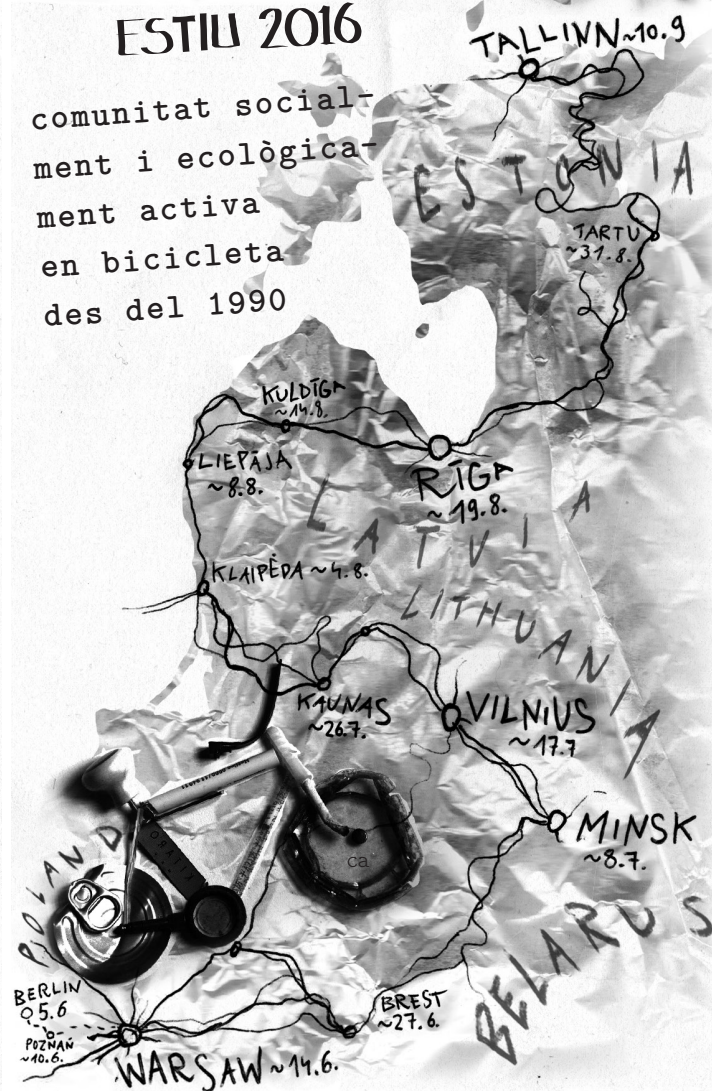 ESTIU 2016
comunitat social-
ment i ecològica-
ment activa
en bicicleta
des del 1990
TALLINN ~10.9
ESTONIA
TARTU
~31.8.
KULDĪGA
~14.8.
LIEPĀJA
~8.8.
RĪGA
~19.8.
LATVIA
KLAIPĖDA ~4.8.
LITHUANIA
KAUNAS
~26.7.
VILNIUS
~17.7
MINSK
~8.7.
ca
POLAND
BELARUS
BERLIN
5.6
POZNAŃ
~10.6.
BREST
~27.6.
WARSAW ~14.6.